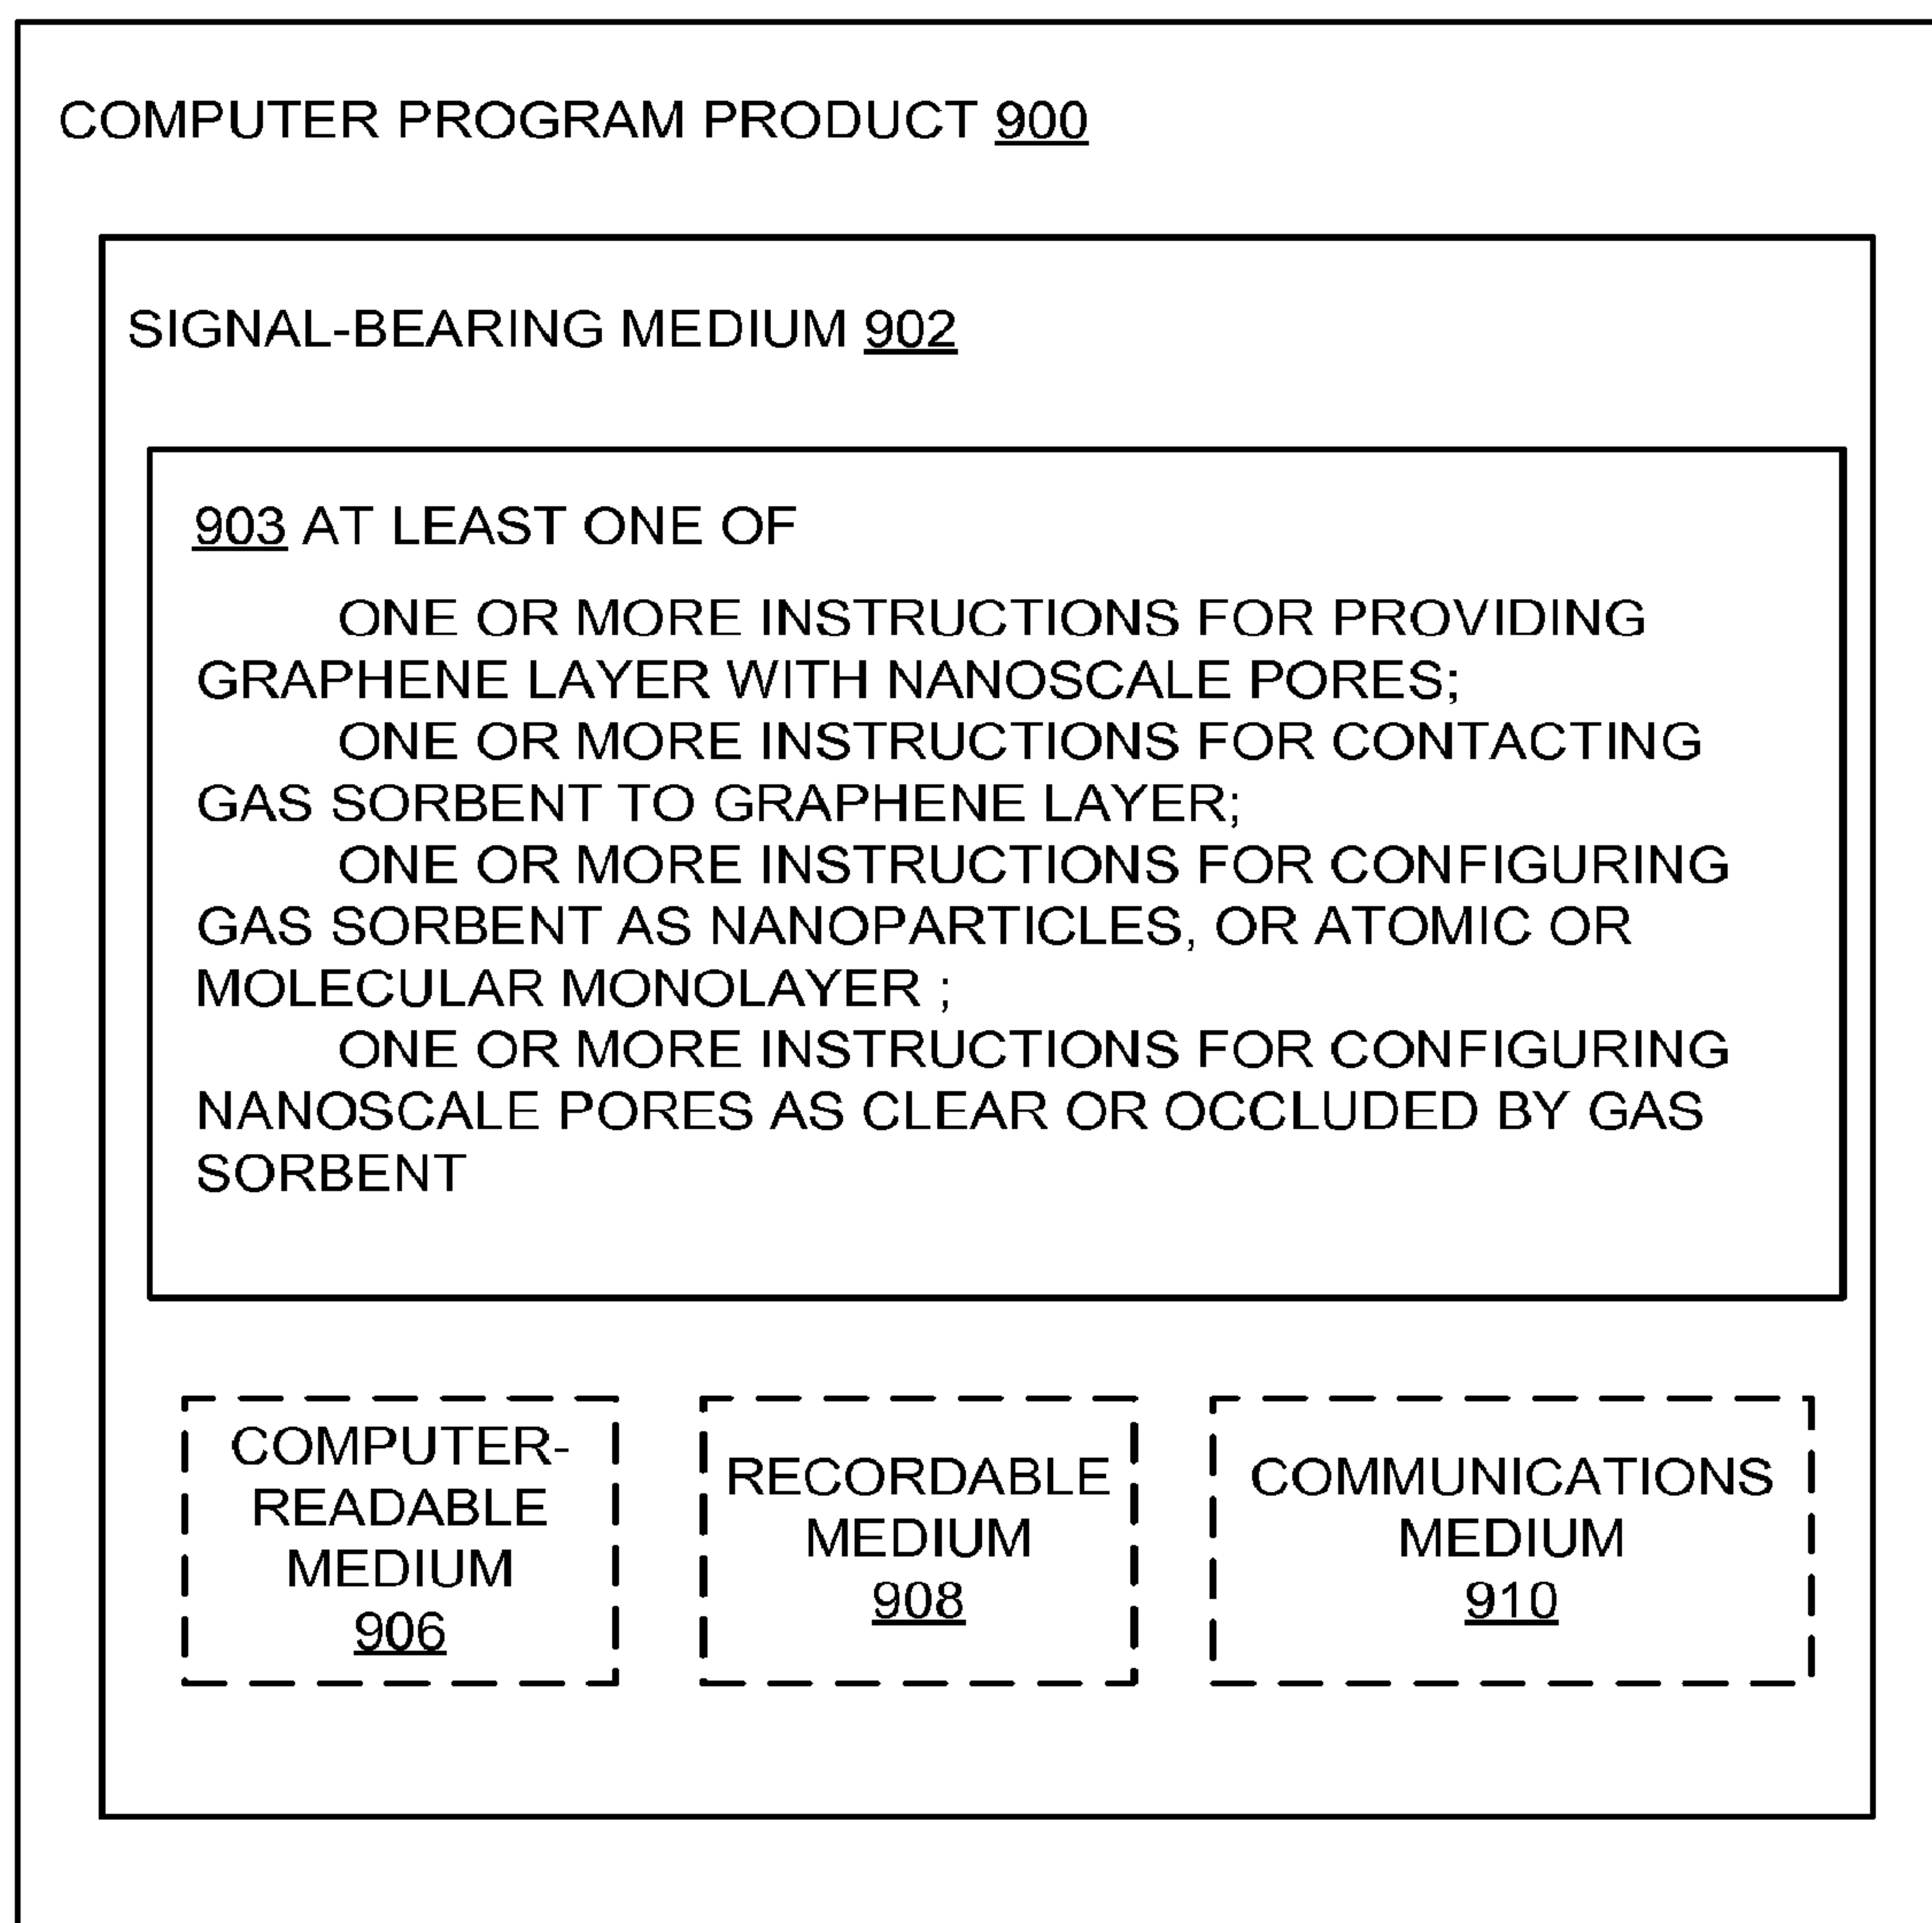 COMPUTER PROGRAM PRODUCT 900
SIGNAL-BEARING MEDIUM 902
903 AT LEAST ONE OF
ONE OR MORE INSTRUCTIONS FOR PROVIDING
GRAPHENE LAYER WITH NANOSCALE PORES;
ONE OR MORE INSTRUCTIONS FOR CONTACTING
GAS SORBENT TO GRAPHENE LAYER;
ONE OR MORE INSTRUCTIONS FOR CONFIGURING
GAS SORBENT AS NANOPARTICLES, OR ATOMIC OR
MOLECULAR MONOLAYER ;
ONE OR MORE INSTRUCTIONS FOR CONFIGURING
NANOSCALE PORES AS CLEAR OR OCCLUDED BY GAS
SORBENT
COMPUTER-
READABLE
MEDIUM
906
RECORDABLE
MEDIUM
908
COMMUNICATIONS
MEDIUM
910